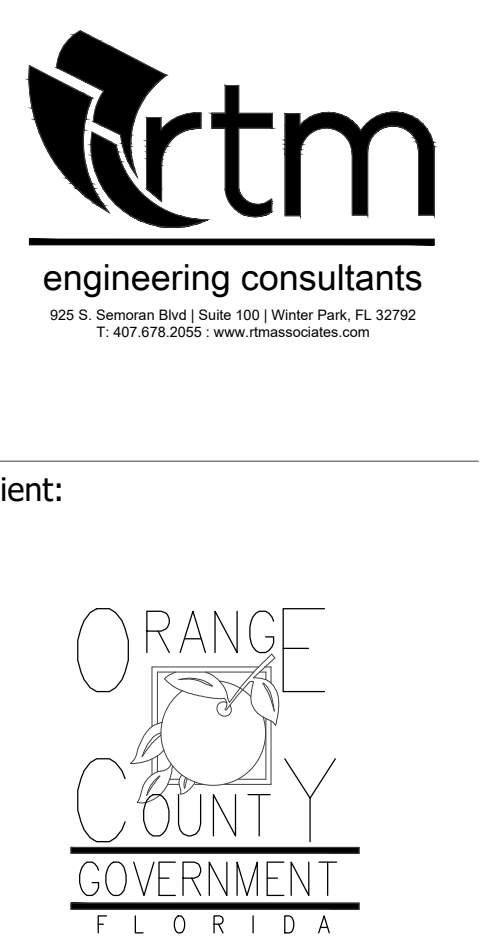 rtm
engineering consultants
925 S. Semoran Blvd | Suite 100 | Winter Park, FL 32792
T: 407.678.2055 : www.rtmassociates.com
ient:
ORANGE
COUNTY
GOVERNMENT
FLORIDA